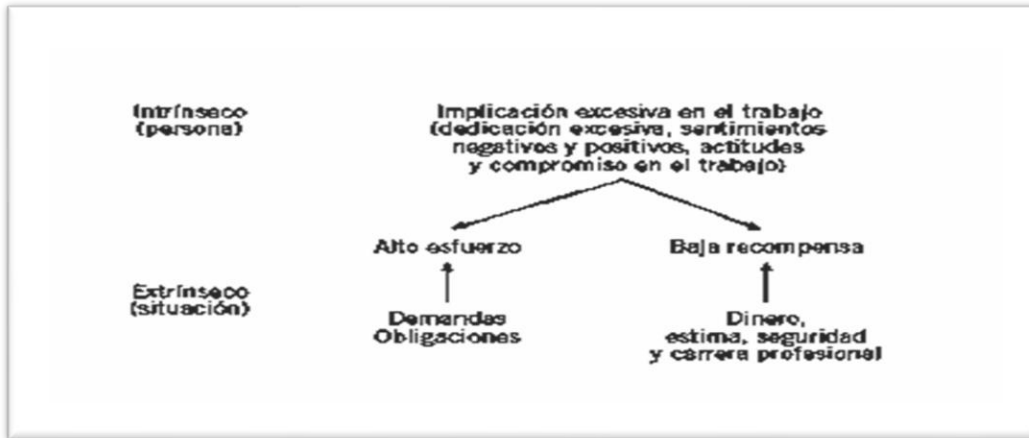 Intrínseco
(persona)
Implicación excesiva en el trabajo
(dedicación excesiva, sentimientos
negativos y positivos, actitudes
y compromiso en el trabajo)
Alto esfuerzo
Baja recompensa
Extrínseco
(situación)
Demandas
Obligaciones
Dinero,
estima, seguridad
y carrera profesional